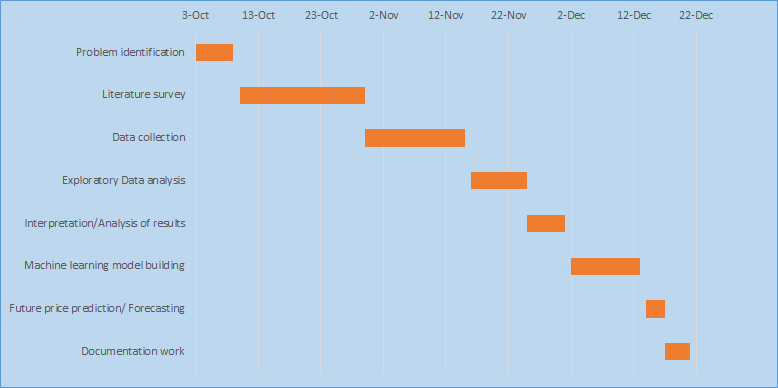 3-Oct 13-Oct 23-Oct 2-Nov 12-Nov 22-Nov 2-Dec 12-Dec 22-Dec
Problem identification
Literature survey
Data collection
Exploratory Data analysis
Interpretation/Analysis of results
Machine learning model building
Future price prediction/ Forecasting
Documentation work